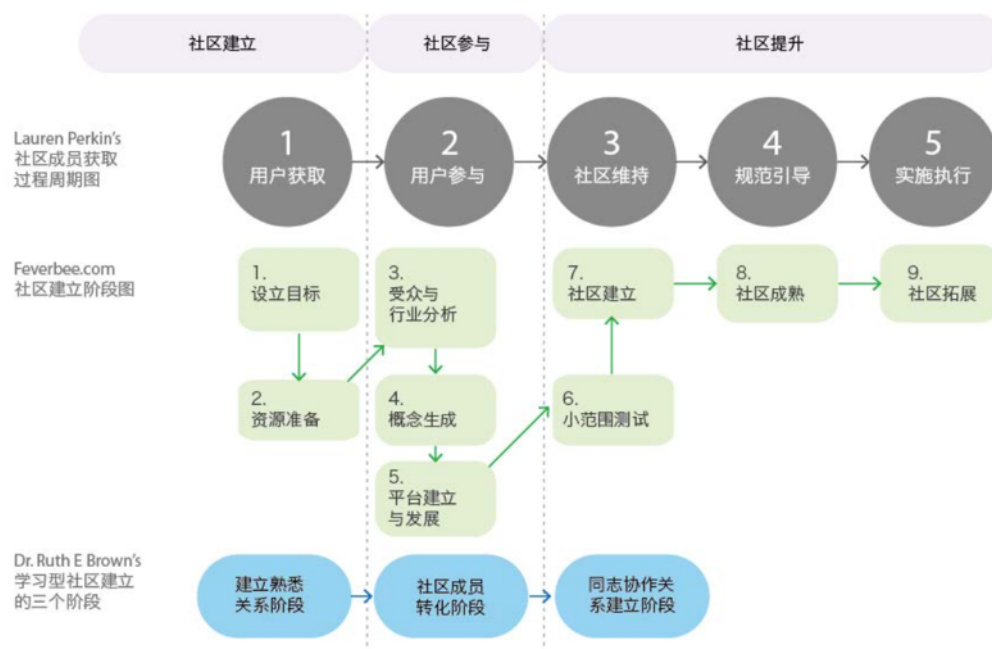 社区建立
社区参与
社区提升
Lauren Perkin's
社区成员获取
过程周期图
1
用户获取
2
用户参与
3
社区维持
4
规范引导
5
实施执行
Feverbee.com
社区建立阶段图
1.
设立目标
2.
资源准备
3.
受众与
行业分析
4.
概念生成
5.
平台建立
与发展
6.
小范围测试
7.
社区建立
8.
社区成熟
9.
社区拓展
Dr. Ruth E Brown's
学习型社区建立
的三个阶段
建立熟悉
关系阶段
社区成员
转化阶段
同志协作关
系建立阶段